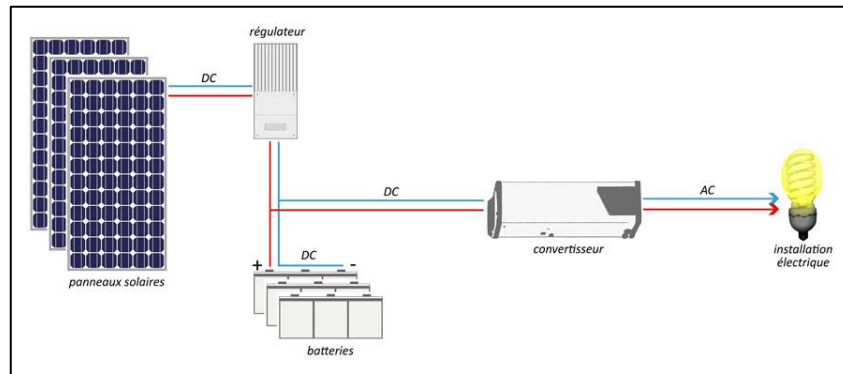 régulateur
DC
DC
AC
convertisseur
installation
électrique
DC
+
-
panneaux solaires
batteries